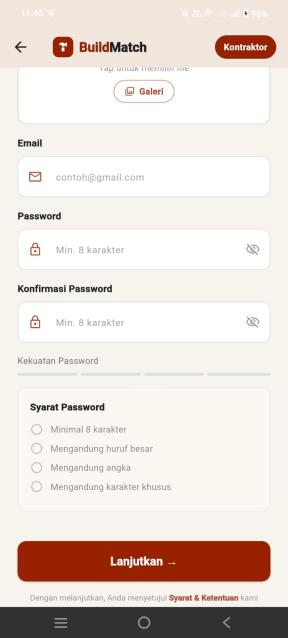 11:45
96%
BuildMatch
Kontraktor
Tap untuk memilih file
Galeri
Email
contoh@gmail.com
Password
Min. 8 karakter
Konfirmasi Password
Min. 8 karakter
Kekuatan Password
Syarat Password
Minimal 8 karakter
Mengandung huruf besar
Mengandung angka
Mengandung karakter khusus
Lanjutkan →
Dengan melanjutkan, Anda menyetujui Syarat & Ketentuan kami